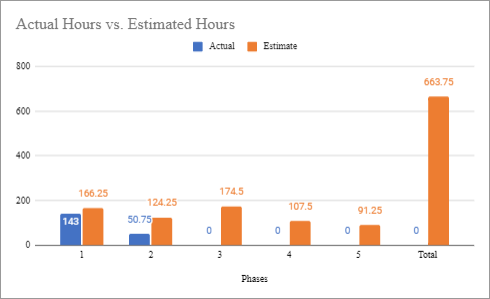 Actual Hours vs. Estimated Hours
Actual Estimate
800
600
400
200
0
143 166.25
50.75 124.25
0 174.5
0 107.5
0 91.25
0 663.75
1 2 3 4 5 Total
Phases